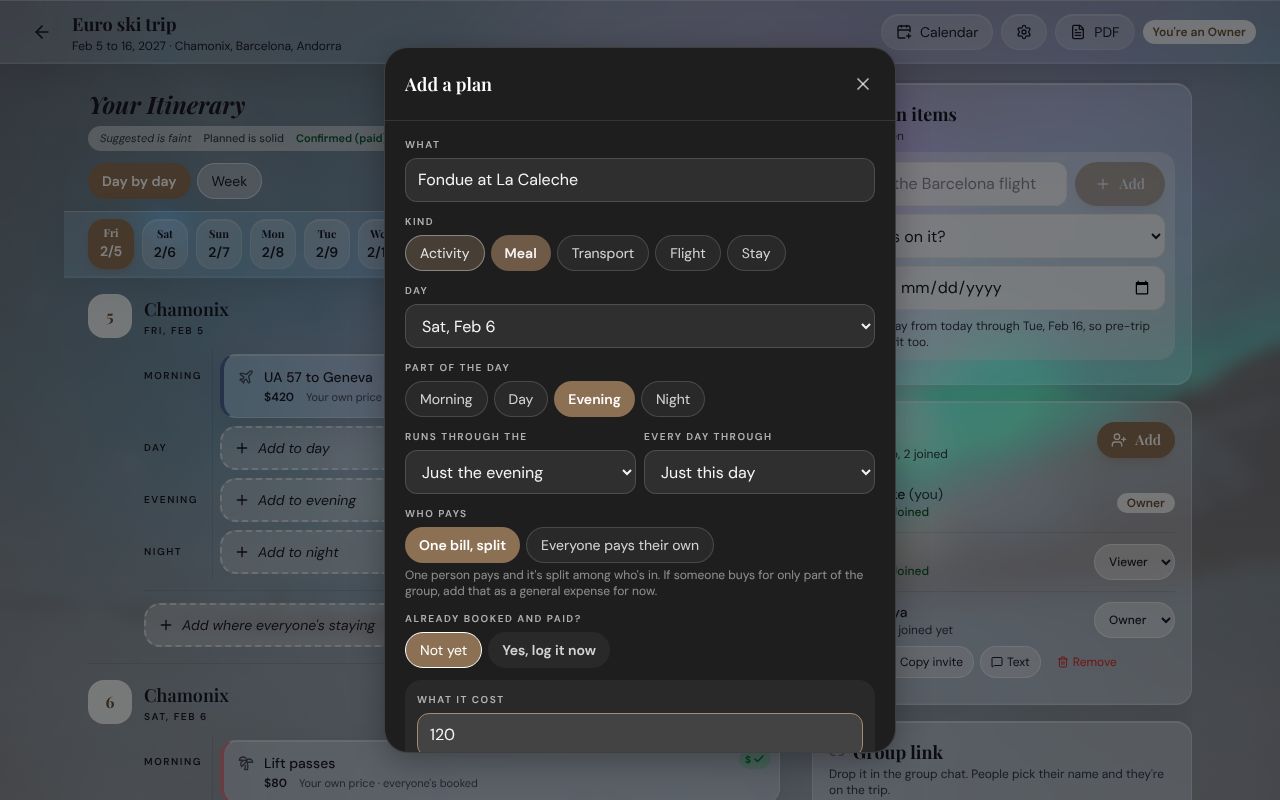 Euro ski trip
Feb 5 to 16, 2027 · Chamonix, Barcelona, Andorra
Calendar
PDF
You're an Owner
Your Itinerary
Suggested is faint Planned is solid Confirmed (paid
Day by day
Week
Fri 2/5
Sat 2/6
Sun 2/7
Mon 2/8
Tue 2/9
5
Chamonix
FRI, FEB 5
MORNING
UA 57 to Geneva
$420 Your own price
DAY
Add to day
EVENING
Add to evening
NIGHT
Add to night
Add where everyone's staying
6
Chamonix
SAT, FEB 6
MORNING
Lift passes
$80 Your own price · everyone's booked
$
Add a plan
WHAT
Fondue at La Caleche
KIND
Activity
Meal
Transport
Flight
Stay
DAY
Sat, Feb 6
PART OF THE DAY
Morning
Day
Evening
Night
RUNS THROUGH THE
EVERY DAY THROUGH
Just the evening
Just this day
WHO PAYS
One bill, split
Everyone pays their own
One person pays and it's split among who's in. If someone buys for only part of the
group, add that as a general expense for now.
ALREADY BOOKED AND PAID?
Not yet
Yes, log it now
WHAT IT COST
120
items
the Barcelona flight
Add
on it?
mm/dd/yyyy
from today through Tue, Feb 16, so pre-trip
too.
2 joined
Add
(you)
Owner
Viewer
joined yet
Owner
Copy invite
Text
Remove
Group link
Drop it in the group chat. People pick their name and they're
on the trip.